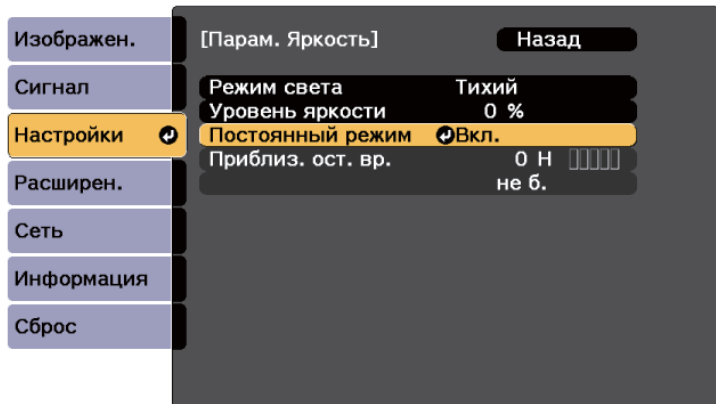 Изображен.
Сигнал
Настройки
Расширен.
Сеть
Информация
Сброс
[Парам. Яркость] Назад
Режим света Тихий
Уровень яркости 0 %
Постоянный режим Вкл.
Приблиз. ост. вр. 0 H
не б.